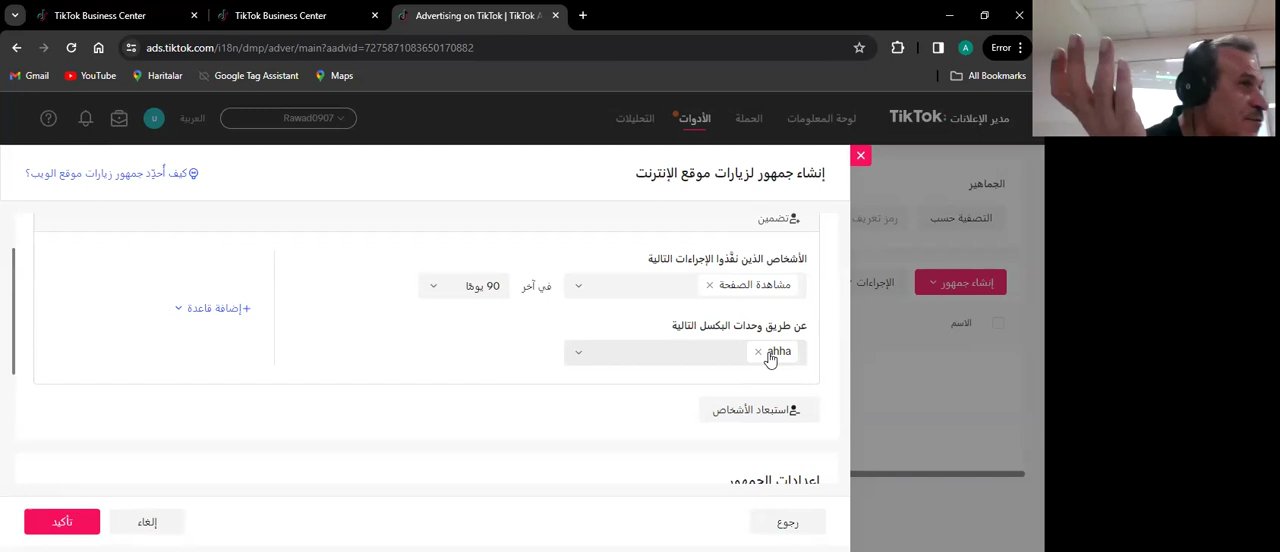 TikTok Business Center
TikTok Business Center
Advertising on TikTok | TikTok A
ads.tiktok.com/i18n/dmp/adver/main?aadvid=7275871083650170882
A
Error
Gmail
YouTube
Haritalar
Google Tag Assistant
Maps
All Bookmarks
TikTok: مدير الإعلانات
لوحة المعلومات
الحملة
الأدوات
التحليلات
Rawad0907
العربية
U
إنشاء جمهور لزيارات موقع الإنترنت
كيف أُحدِّد جمهور زيارات موقع الويب؟
الجماهير
التصفية حسب
رمز تعريف
إنشاء جمهور
الإجراءات
الاسم
تضمين
الأشخاص الذين نفَّذوا الإجراءات التالية
مشاهدة الصفحة
في آخر
90 يومًا
+إضافة قاعدة
عن طريق وحدات البكسل التالية
ahha
استبعاد الأشخاص
إعدادات الجمهور
رجوع
إلغاء
تأكيد